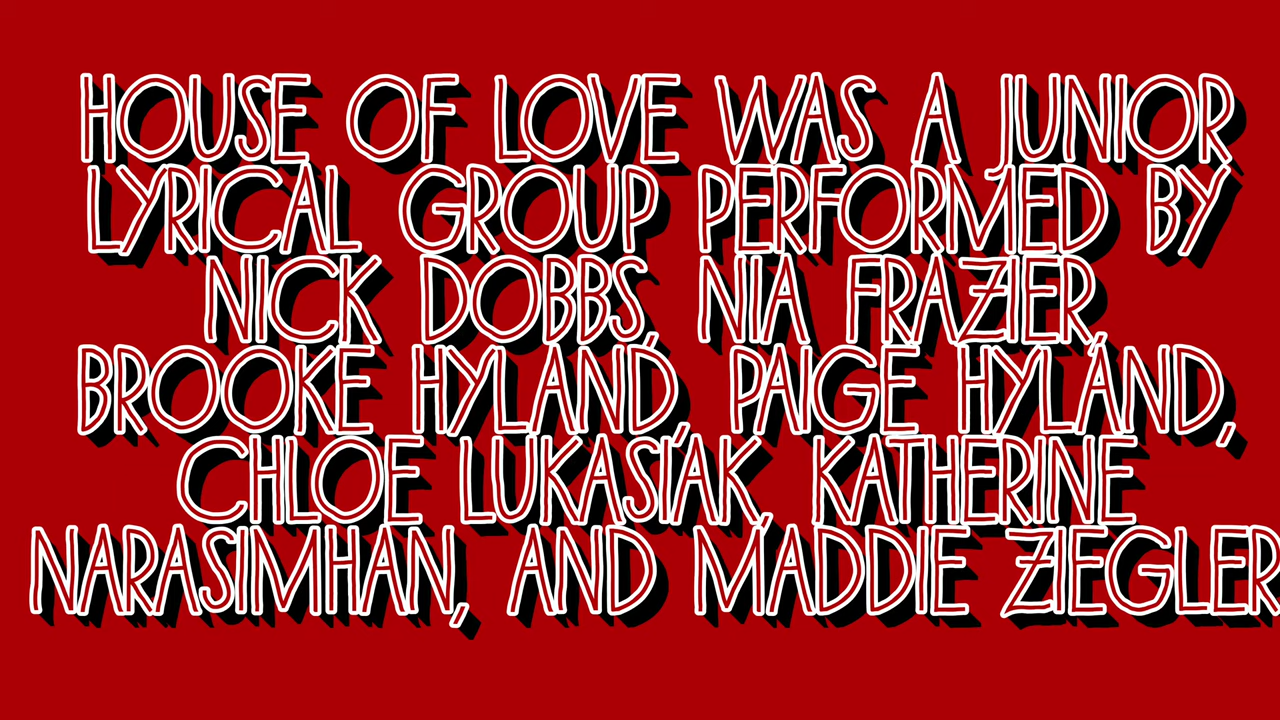 HOUSE OF LOVE WAS A JUNIOR
LYRICAL GROUP PERFORMED BY
NICK DOBBS, NIA FRAZIER,
BROOKE HYLAND, PAIGE HYLAND,
CHLOE LUKASIAK, KATHERINE
NARASIMHAN, AND MADDIE ZIEGLER